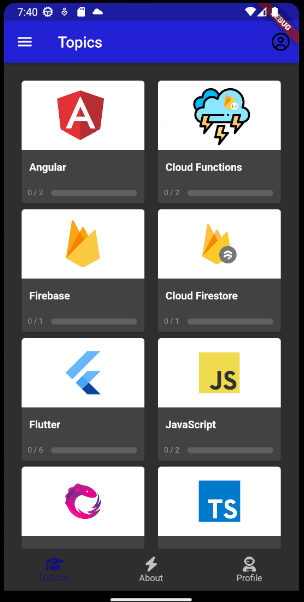 7:40
DEBUG
Topics
Angular
Cloud Functions
0 / 2
0 / 2
Firebase
Cloud Firestore
0 / 1
0 / 1
JS
Flutter
JavaScript
0 / 6
0 / 2
TS
Topics
About
Profile